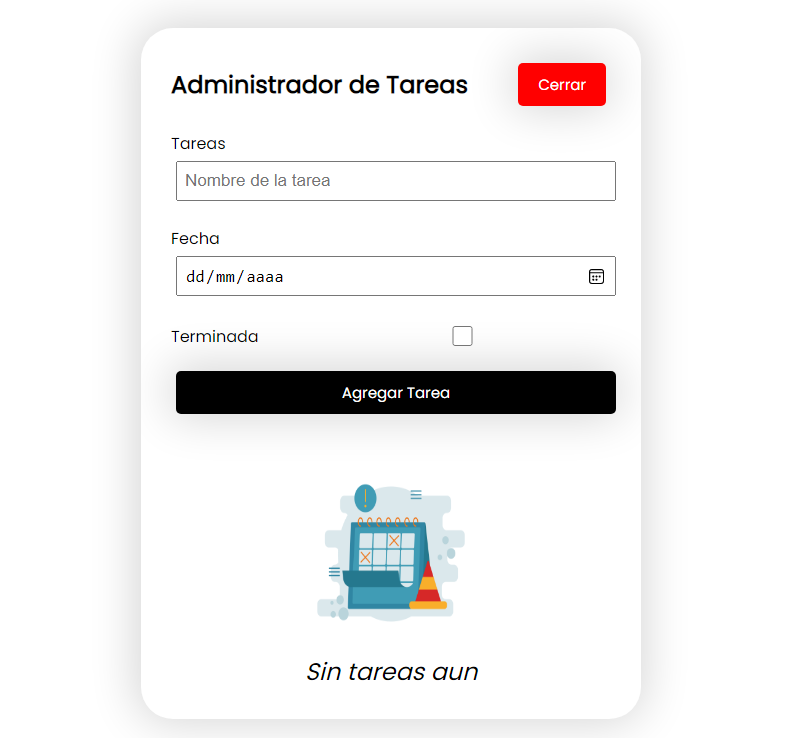 Administrador de Tareas
Cerrar
Tareas
Nombre de la tarea
Fecha
dd/mm/aaaa
Terminada
Agregar Tarea
Sin tareas aun